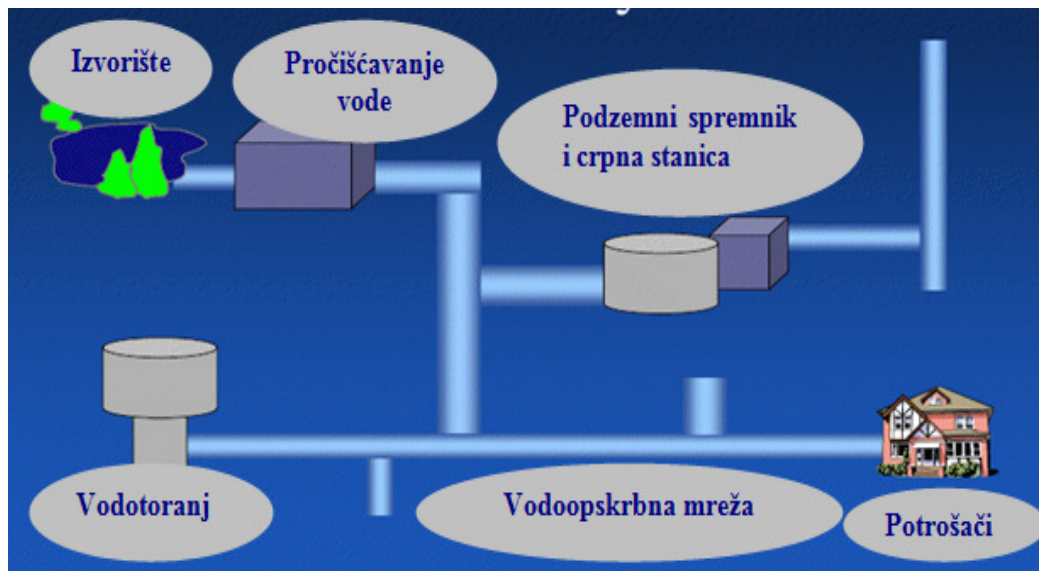 Izvorište
Pročišćavanje
vode
Podzemni spremnik
i crpna stanica
Vodotoranj
Vodoopskrbna mreža
Potrošači